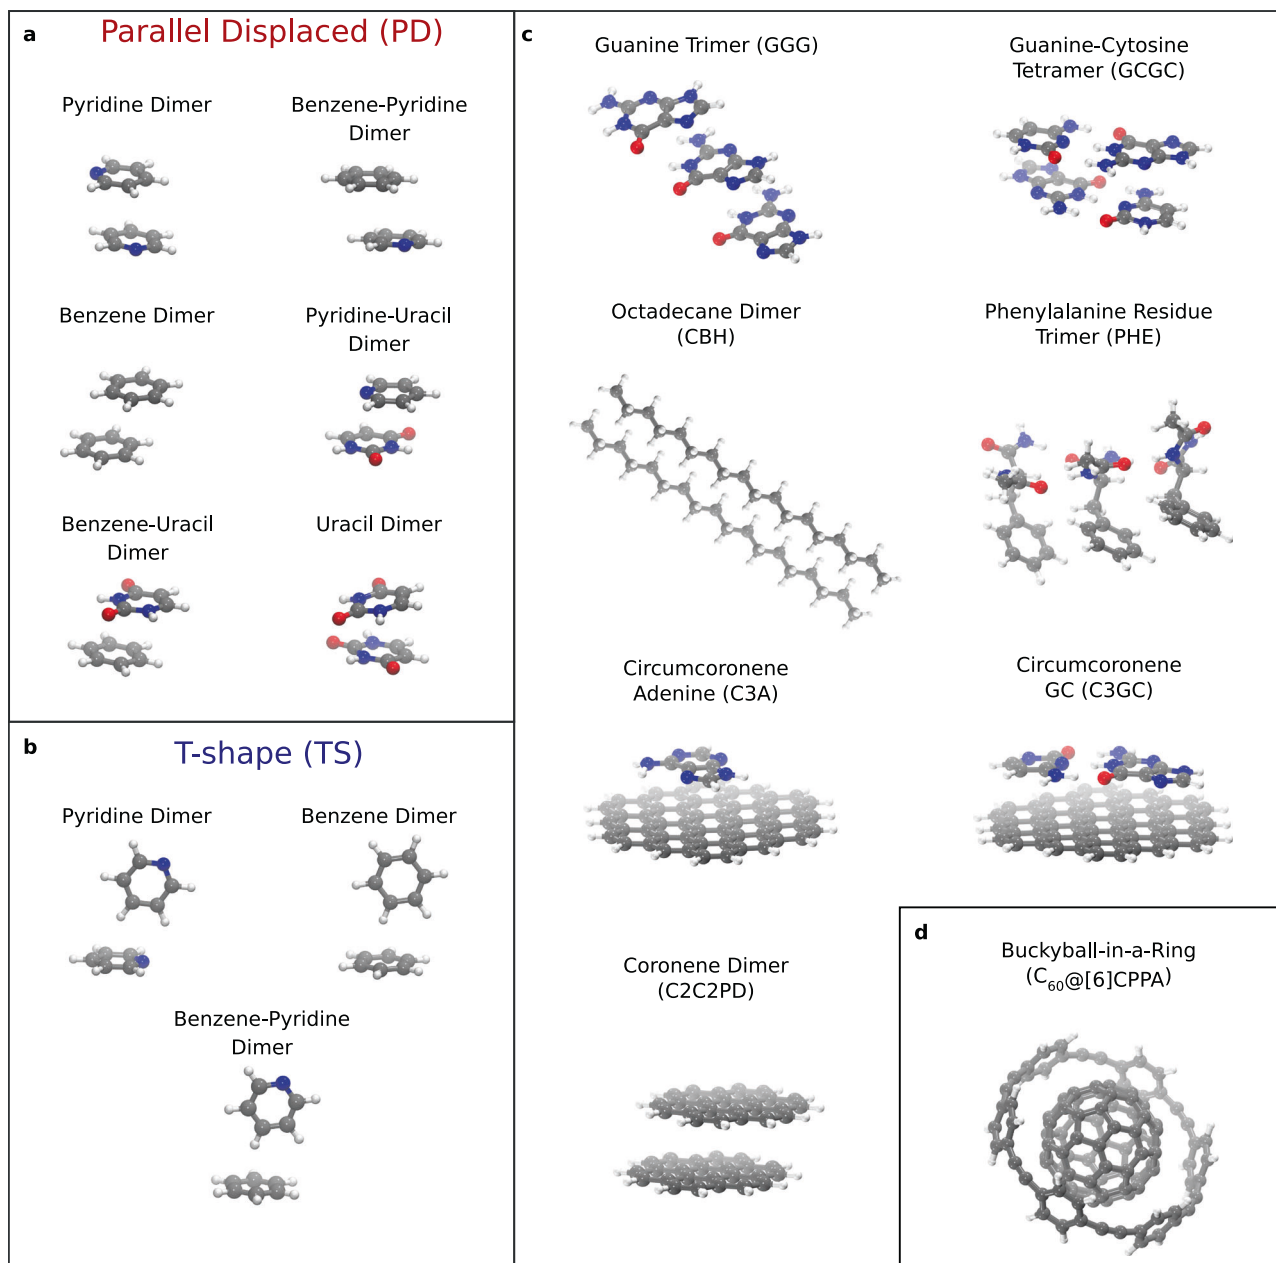 a
Parallel Displaced (PD)
Pyridine Dimer
Benzene-Pyridine
Dimer
Benzene Dimer
Pyridine-Uracil
Dimer
Benzene-Uracil
Dimer
Uracil Dimer
b
T-shape (TS)
Pyridine Dimer
Benzene Dimer
Benzene-Pyridine
Dimer
c
Guanine Trimer (GGG)
Guanine-Cytosine
Tetramer (GCGC)
Octadecane Dimer
(CBH)
Phenylalanine Residue
Trimer (PHE)
Circumcoronene
Adenine (C3A)
Circumcoronene
GC (C3GC)
Coronene Dimer
(C2C2PD)
d
Buckyball-in-a-Ring
(C₆₀@[6]CPPA)